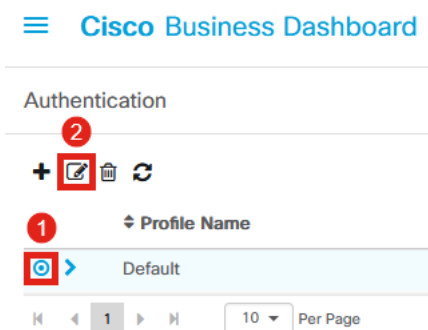 Cisco Business Dashboard
Authentication
2
1
Profile Name
Default
1
10 Per Page